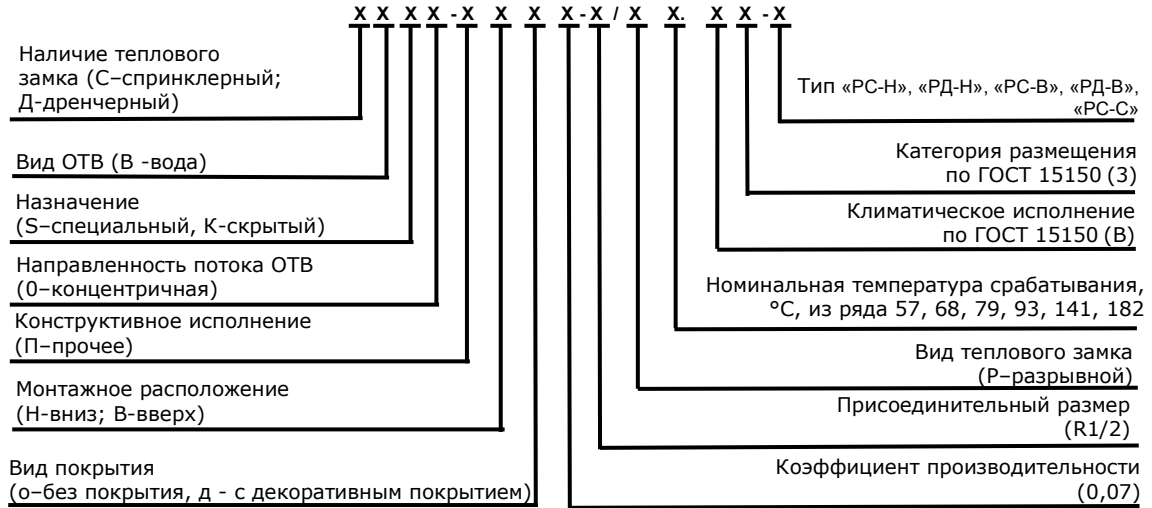 X X X X - X X X X - X / X X. X X - X
Наличие теплового
замка (С–спринклерный;
Д-дренчерный)
Вид ОТВ (В -вода)
Назначение
(S–специальный, К-скрытый)
Направленность потока ОТВ
(0–концентричная)
Конструктивное исполнение
(П–прочее)
Монтажное расположение
(Н-вниз; В-вверх)
Вид покрытия
(о–без покрытия, д - с декоративным покрытием)
Тип «РС-Н», «РД-Н», «РС-В», «РД-В»,
«РС-С»
Категория размещения
по ГОСТ 15150 (3)
Климатическое исполнение
по ГОСТ 15150 (В)
Номинальная температура срабатывания,
°С, из ряда 57, 68, 79, 93, 141, 182
Вид теплового замка
(Р–разрывной)
Присоединительный размер
(R1/2)
Коэффициент производительности
(0,07)